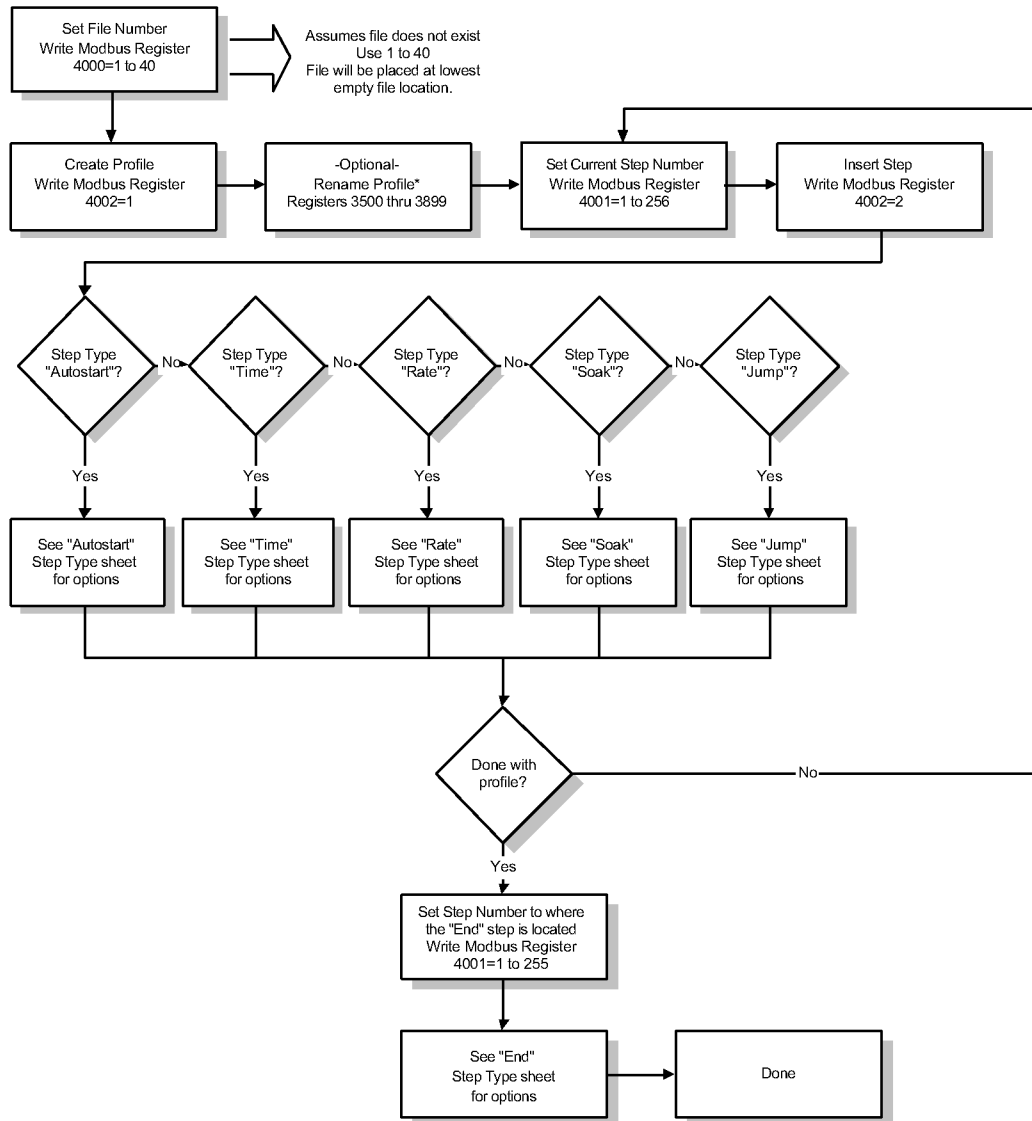 Set File Number
Write Modbus Register
4000=1 to 40
Assumes file does not exist
Use 1 to 40
File will be placed at lowest
empty file location.
Create Profile
Write Modbus Register
4002=1
-Optional-
Rename Profile*
Registers 3500 thru 3899
Set Current Step Number
Write Modbus Register
4001=1 to 256
Insert Step
Write Modbus Register
4002=2
Step Type
"Autostart"?
No
Step Type
"Time"?
No
Step Type
"Rate"?
No
Step Type
"Soak"?
No
Step Type
"Jump"?
Yes
Yes
Yes
Yes
Yes
See "Autostart"
Step Type sheet
for options
See "Time"
Step Type sheet
for options
See "Rate"
Step Type sheet
for options
See "Soak"
Step Type sheet
for options
See "Jump"
Step Type sheet
for options
Done with
profile?
No
Yes
Set Step Number to where
the "End" step is located
Write Modbus Register
4001=1 to 255
See "End"
Step Type sheet
for options
Done